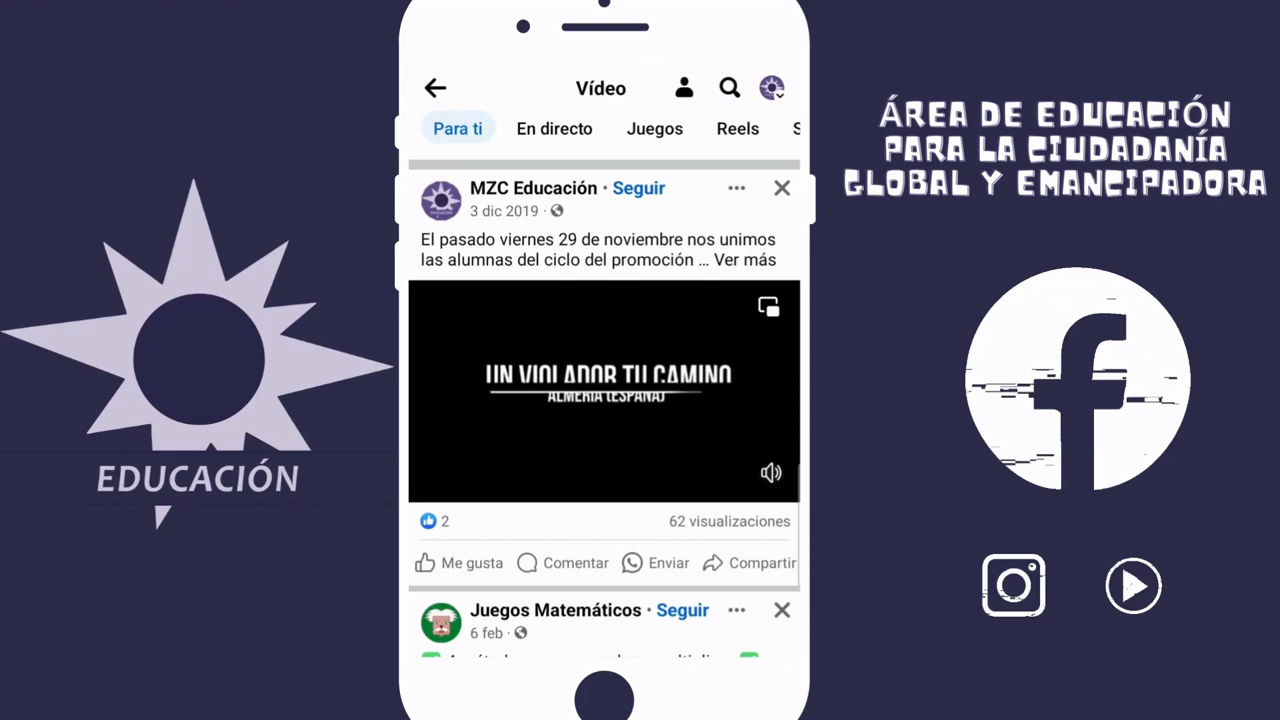 EDUCACIÓN
Vídeo
Para ti
En directo
Juegos
Reels
S
MZC Educación · Seguir
3 dic 2019 ·
El pasado viernes 29 de noviembre nos unimos
las alumnas del ciclo del promoción ... Ver más
UN VIOLADOR TU CAMINO
ALMERÍA (ESPAÑA)
2
62 visualizaciones
Me gusta
Comentar
Enviar
Compartir
Juegos Matemáticos · Seguir
6 feb ·
ÁREA DE EDUCACIÓN
PARA LA CIUDADANÍA
GLOBAL Y EMANCIPADORA